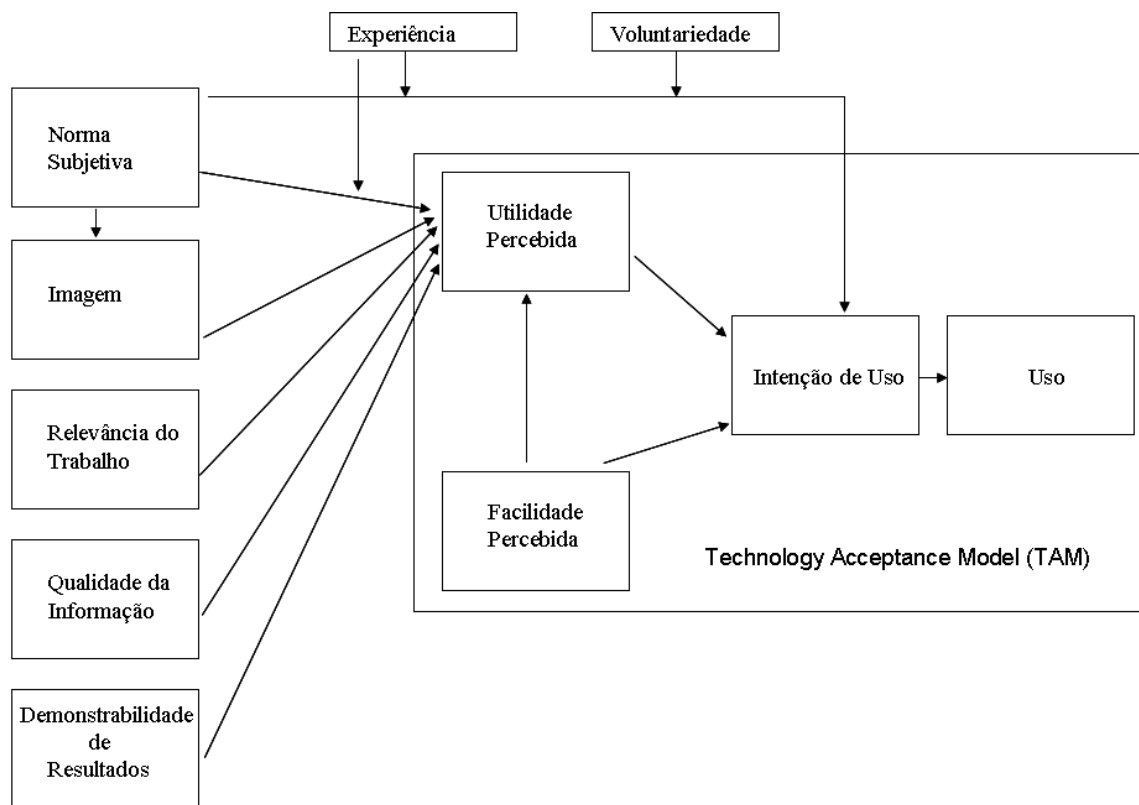 Experiência
Voluntariedade
Norma
Subjetiva
Utilidade
Percebida
Imagem
Intenção de Uso
Uso
Relevância do
Trabalho
Facilidade
Percebida
Technology Acceptance Model (TAM)
Qualidade da
Informação
Demonstrabilidade
de
Resultados